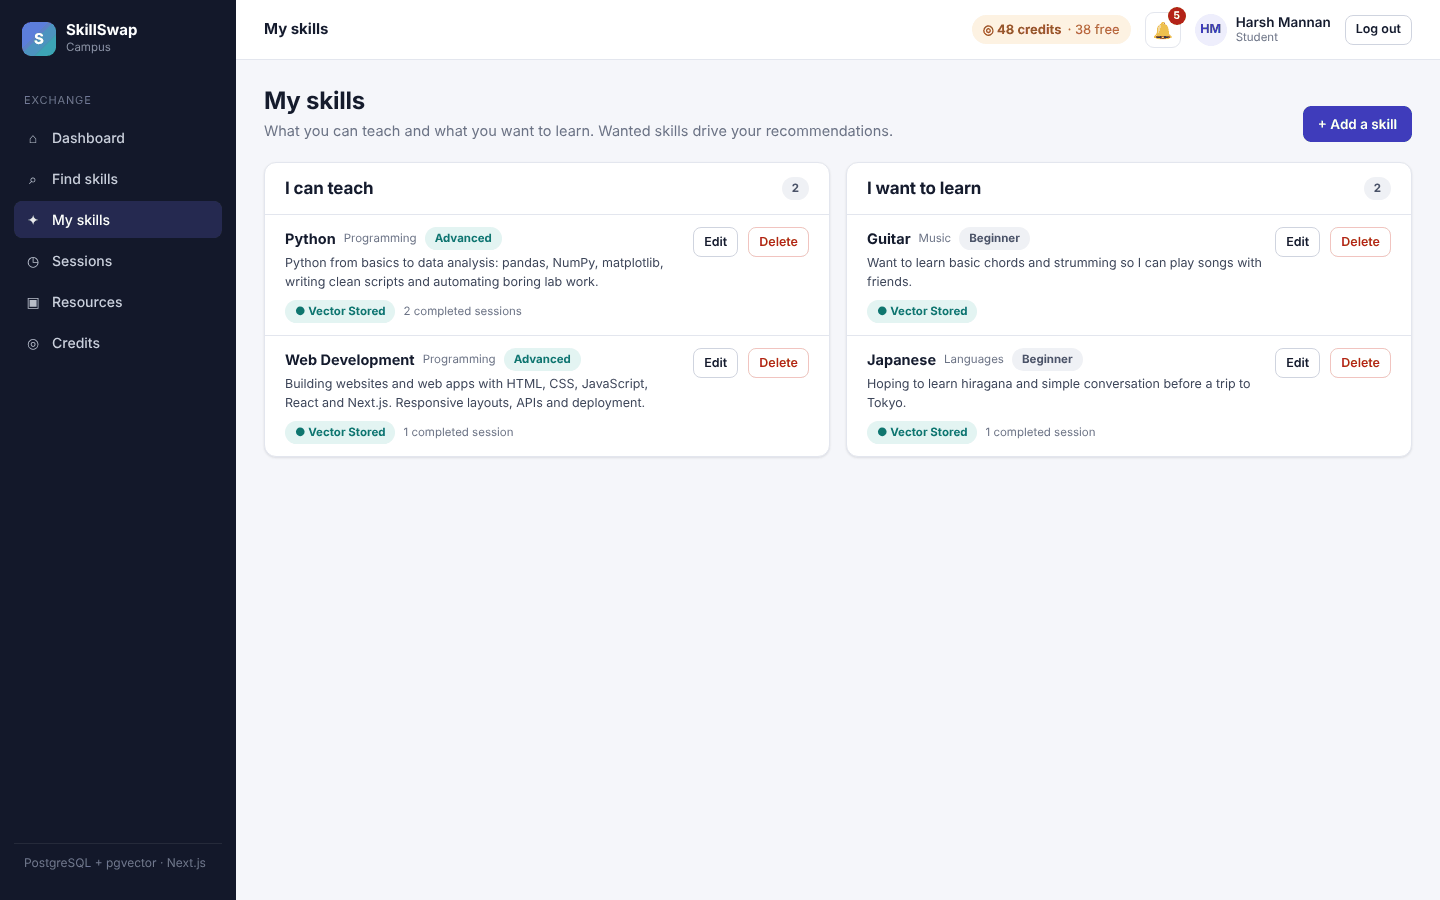 S
SkillSwap
Campus
EXCHANGE
Dashboard
Find skills
My skills
Sessions
Resources
Credits
PostgreSQL + pgvector · Next.js
My skills
48 credits · 38 free
5
HM
Harsh Mannan
Student
Log out
My skills
What you can teach and what you want to learn. Wanted skills drive your recommendations.
+ Add a skill
I can teach 2
Python Programming Advanced Edit Delete
Python from basics to data analysis: pandas, NumPy, matplotlib,
writing clean scripts and automating boring lab work.
Vector Stored 2 completed sessions
Web Development Programming Advanced Edit Delete
Building websites and web apps with HTML, CSS, JavaScript,
React and Next.js. Responsive layouts, APIs and deployment.
Vector Stored 1 completed session
I want to learn 2
Guitar Music Beginner Edit Delete
Want to learn basic chords and strumming so I can play songs with
friends.
Vector Stored
Japanese Languages Beginner Edit Delete
Hoping to learn hiragana and simple conversation before a trip to
Tokyo.
Vector Stored 1 completed session